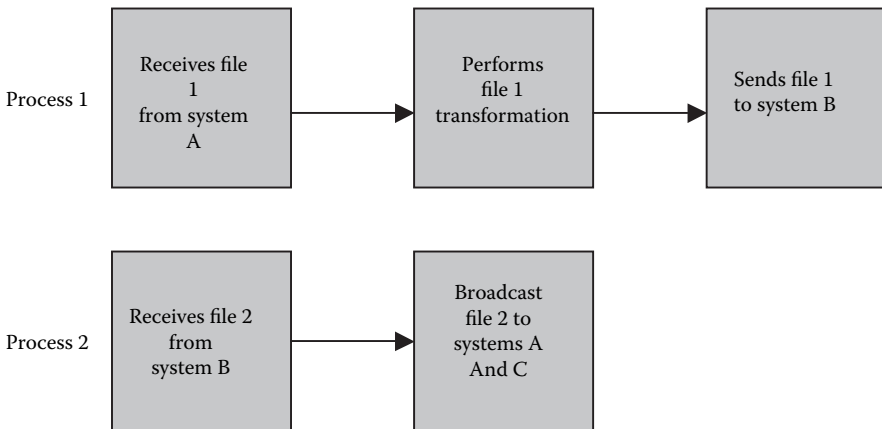 Process 1
Receives file
1
from system
A
Performs
file 1
transformation
Sends file 1
to system B
Process 2
Receives file 2
from
system B
Broadcast
file 2 to
systems A
And C